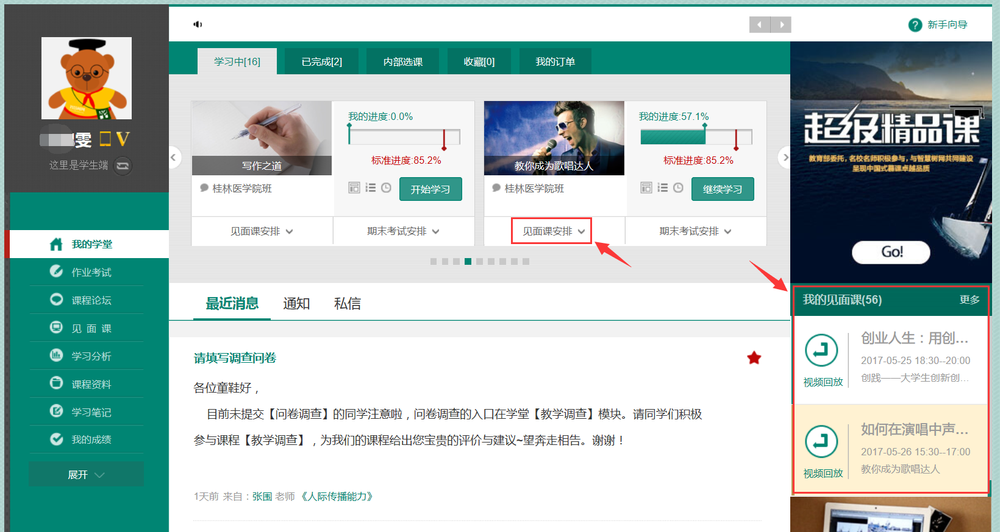 新手向导
雯
这里是学生端
我的学堂
作业考试
课程论坛
见 面 课
学习分析
课程资料
学习笔记
我的成绩
展开
学习中[16]
已完成[2]
内部选课
收藏[0]
我的订单
写作之道
我的进度:0.0%
标准进度:85.2%
桂林医学院班
开始学习
见面课安排
期末考试安排
教你成为歌唱达人
我的进度:57.1%
标准进度:85.2%
桂林医学院班
继续学习
见面课安排
期末考试安排
最近消息
通知
私信
请填写调查问卷
各位童鞋好，
目前未提交【问卷调查】的同学注意啦，问卷调查的入口在学堂【教学调查】模块。请同学们积极
参与课程【教学调查】，为我们的课程给出您宝贵的评价与建议~望奔走相告。谢谢！
1天前 来自：张围 老师 《人际传播能力》
超级精品课
教育部委托，名校名师积极参与，与智慧树网共同建设
呈现中国式慕课卓越品质
Go!
我的见面课(56)
更多
创业人生：用创...
2017-05-25 18:30--20:00
创践——大学生创新创...
视频回放
如何在演唱中声...
2017-05-26 15:30--17:00
教你成为歌唱达人
视频回放